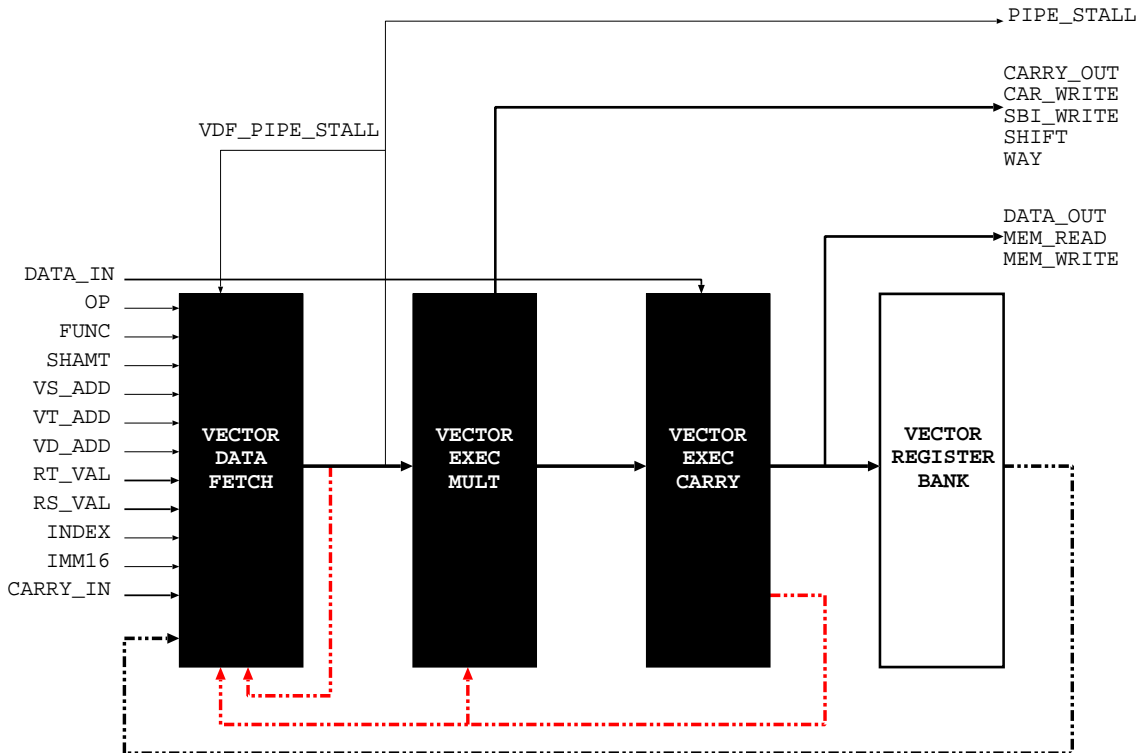 PIPE_STALL
CARRY_OUT
CAR_WRITE
SBI_WRITE
SHIFT
WAY
VDF_PIPE_STALL
DATA_OUT
MEM_READ
MEM_WRITE
DATA_IN
OP
FUNC
SHAMT
VS_ADD
VT_ADD
VD_ADD
RT_VAL
RS_VAL
INDEX
IMM16
CARRY_IN
VECTOR
DATA
FETCH
VECTOR
EXEC
MULT
VECTOR
EXEC
CARRY
VECTOR
REGISTER
BANK